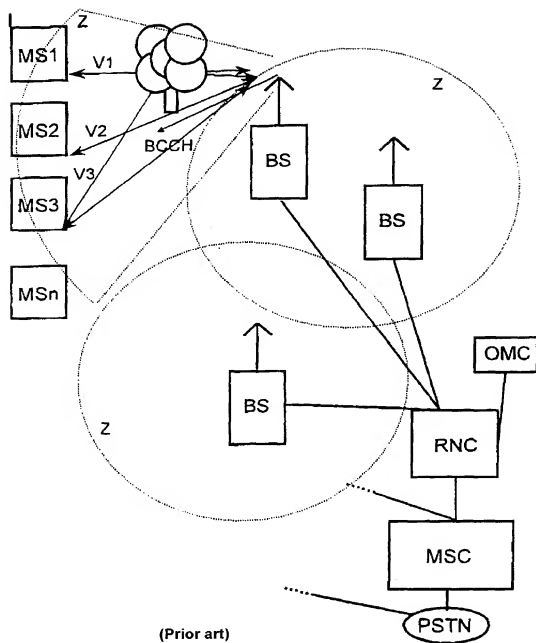 MS1
Z
V1
MS2
V2
BCCH
V3
MS3
MSn
Z
BS
BS
BS
Z
OMC
RNC
MSC
PSTN
(Prior art)